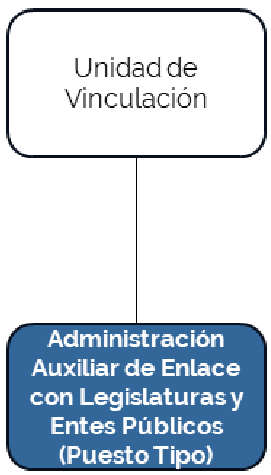 Unidad de
Vinculación
Administración
Auxiliar de Enlace
con Legislaturas y
Entes Públicos
(Puesto Tipo)